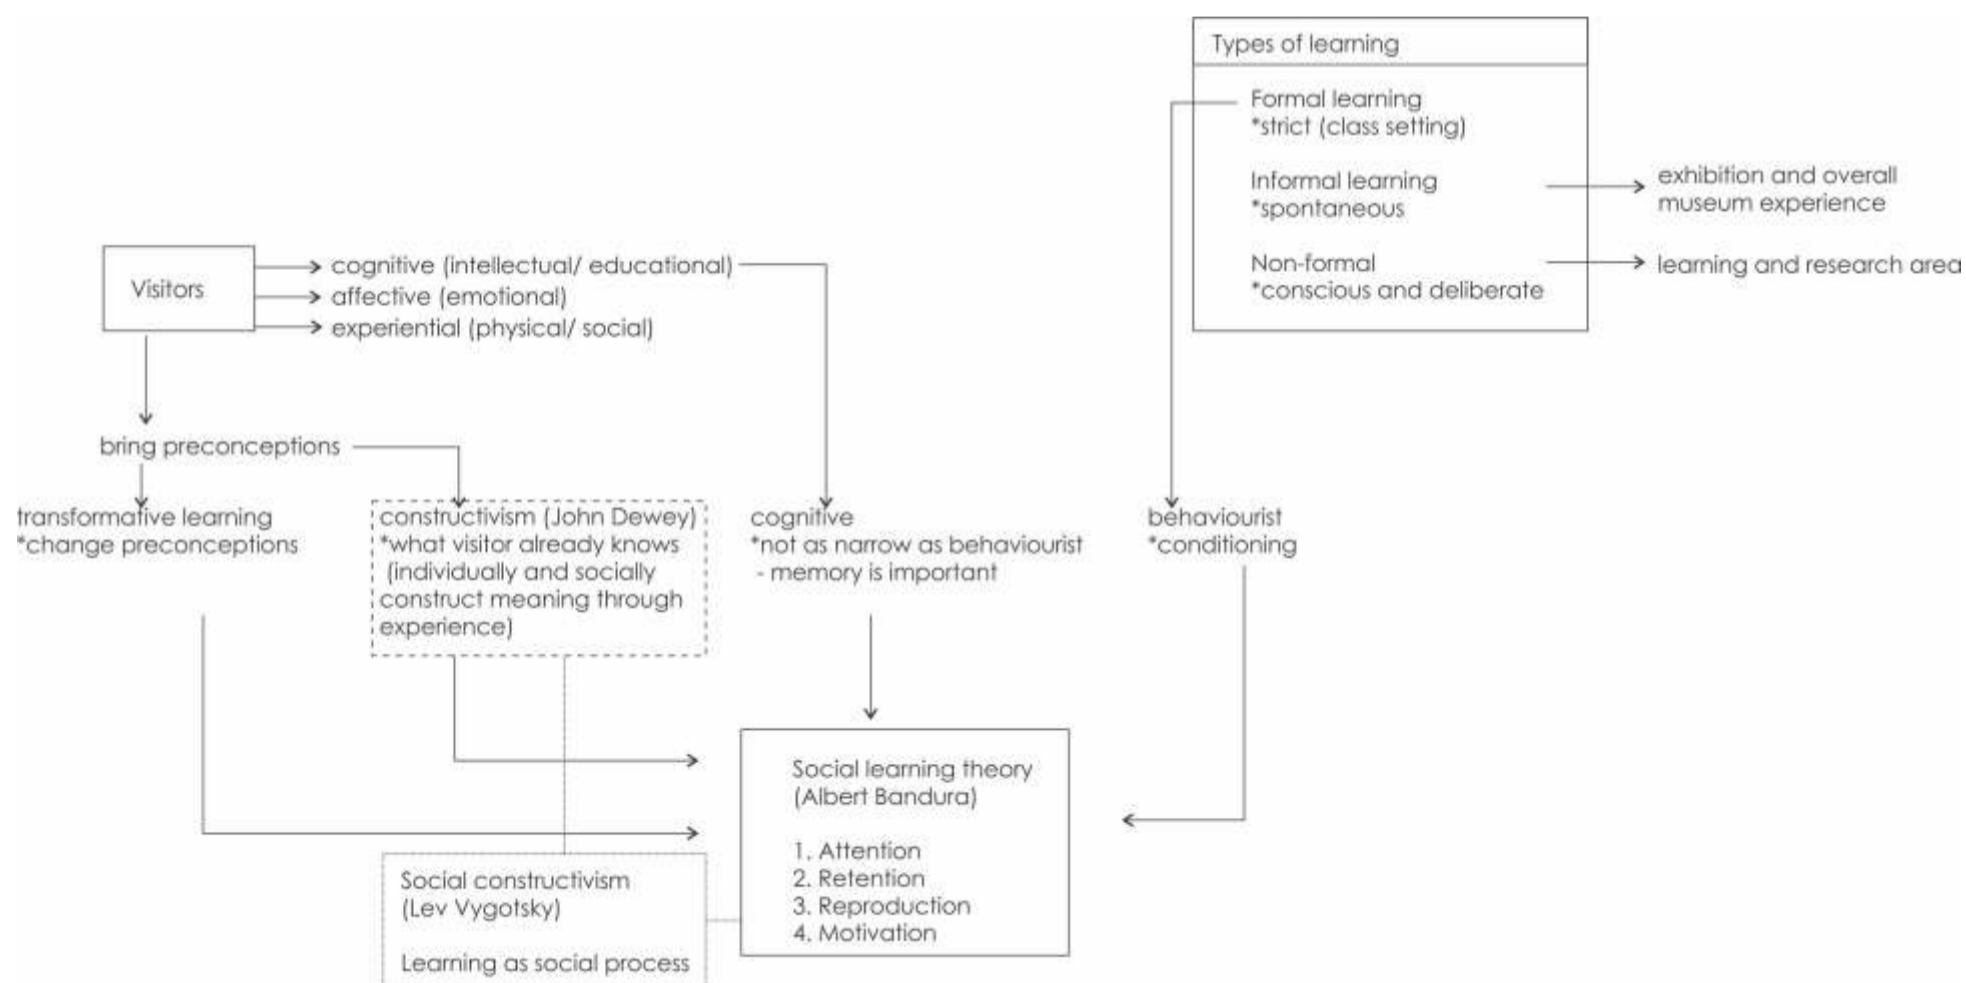 Types of learning
Formal learning
*strict (class setting)
Informal learning
*spontaneous
Non-formal
*conscious and deliberate
exhibition and overall
museum experience
learning and research area
Visitors
cognitive (intellectual/ educational)
affective (emotional)
experiential (physical/ social)
bring preconceptions
transformative learning
*change preconceptions
constructivism (John Dewey)
*what visitor already knows
(individually and socially
construct meaning through
experience)
cognitive
*not as narrow as behaviourist
- memory is important
behaviourist
*conditioning
Social learning theory
(Albert Bandura)
1. Attention
2. Retention
3. Reproduction
4. Motivation
Social constructivism
(Lev Vygotsky)
Learning as social process